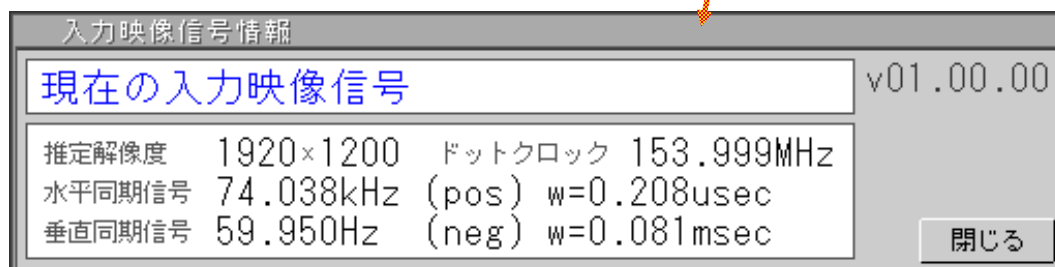 入力映像信号情報
現在の入力映像信号
v01.00.00
推定解像度 1920×1200 ドットクロック 153.999MHz
水平同期信号 74.038kHz (pos) w=0.208usec
垂直同期信号 59.950Hz (neg) w=0.081msec
閉じる